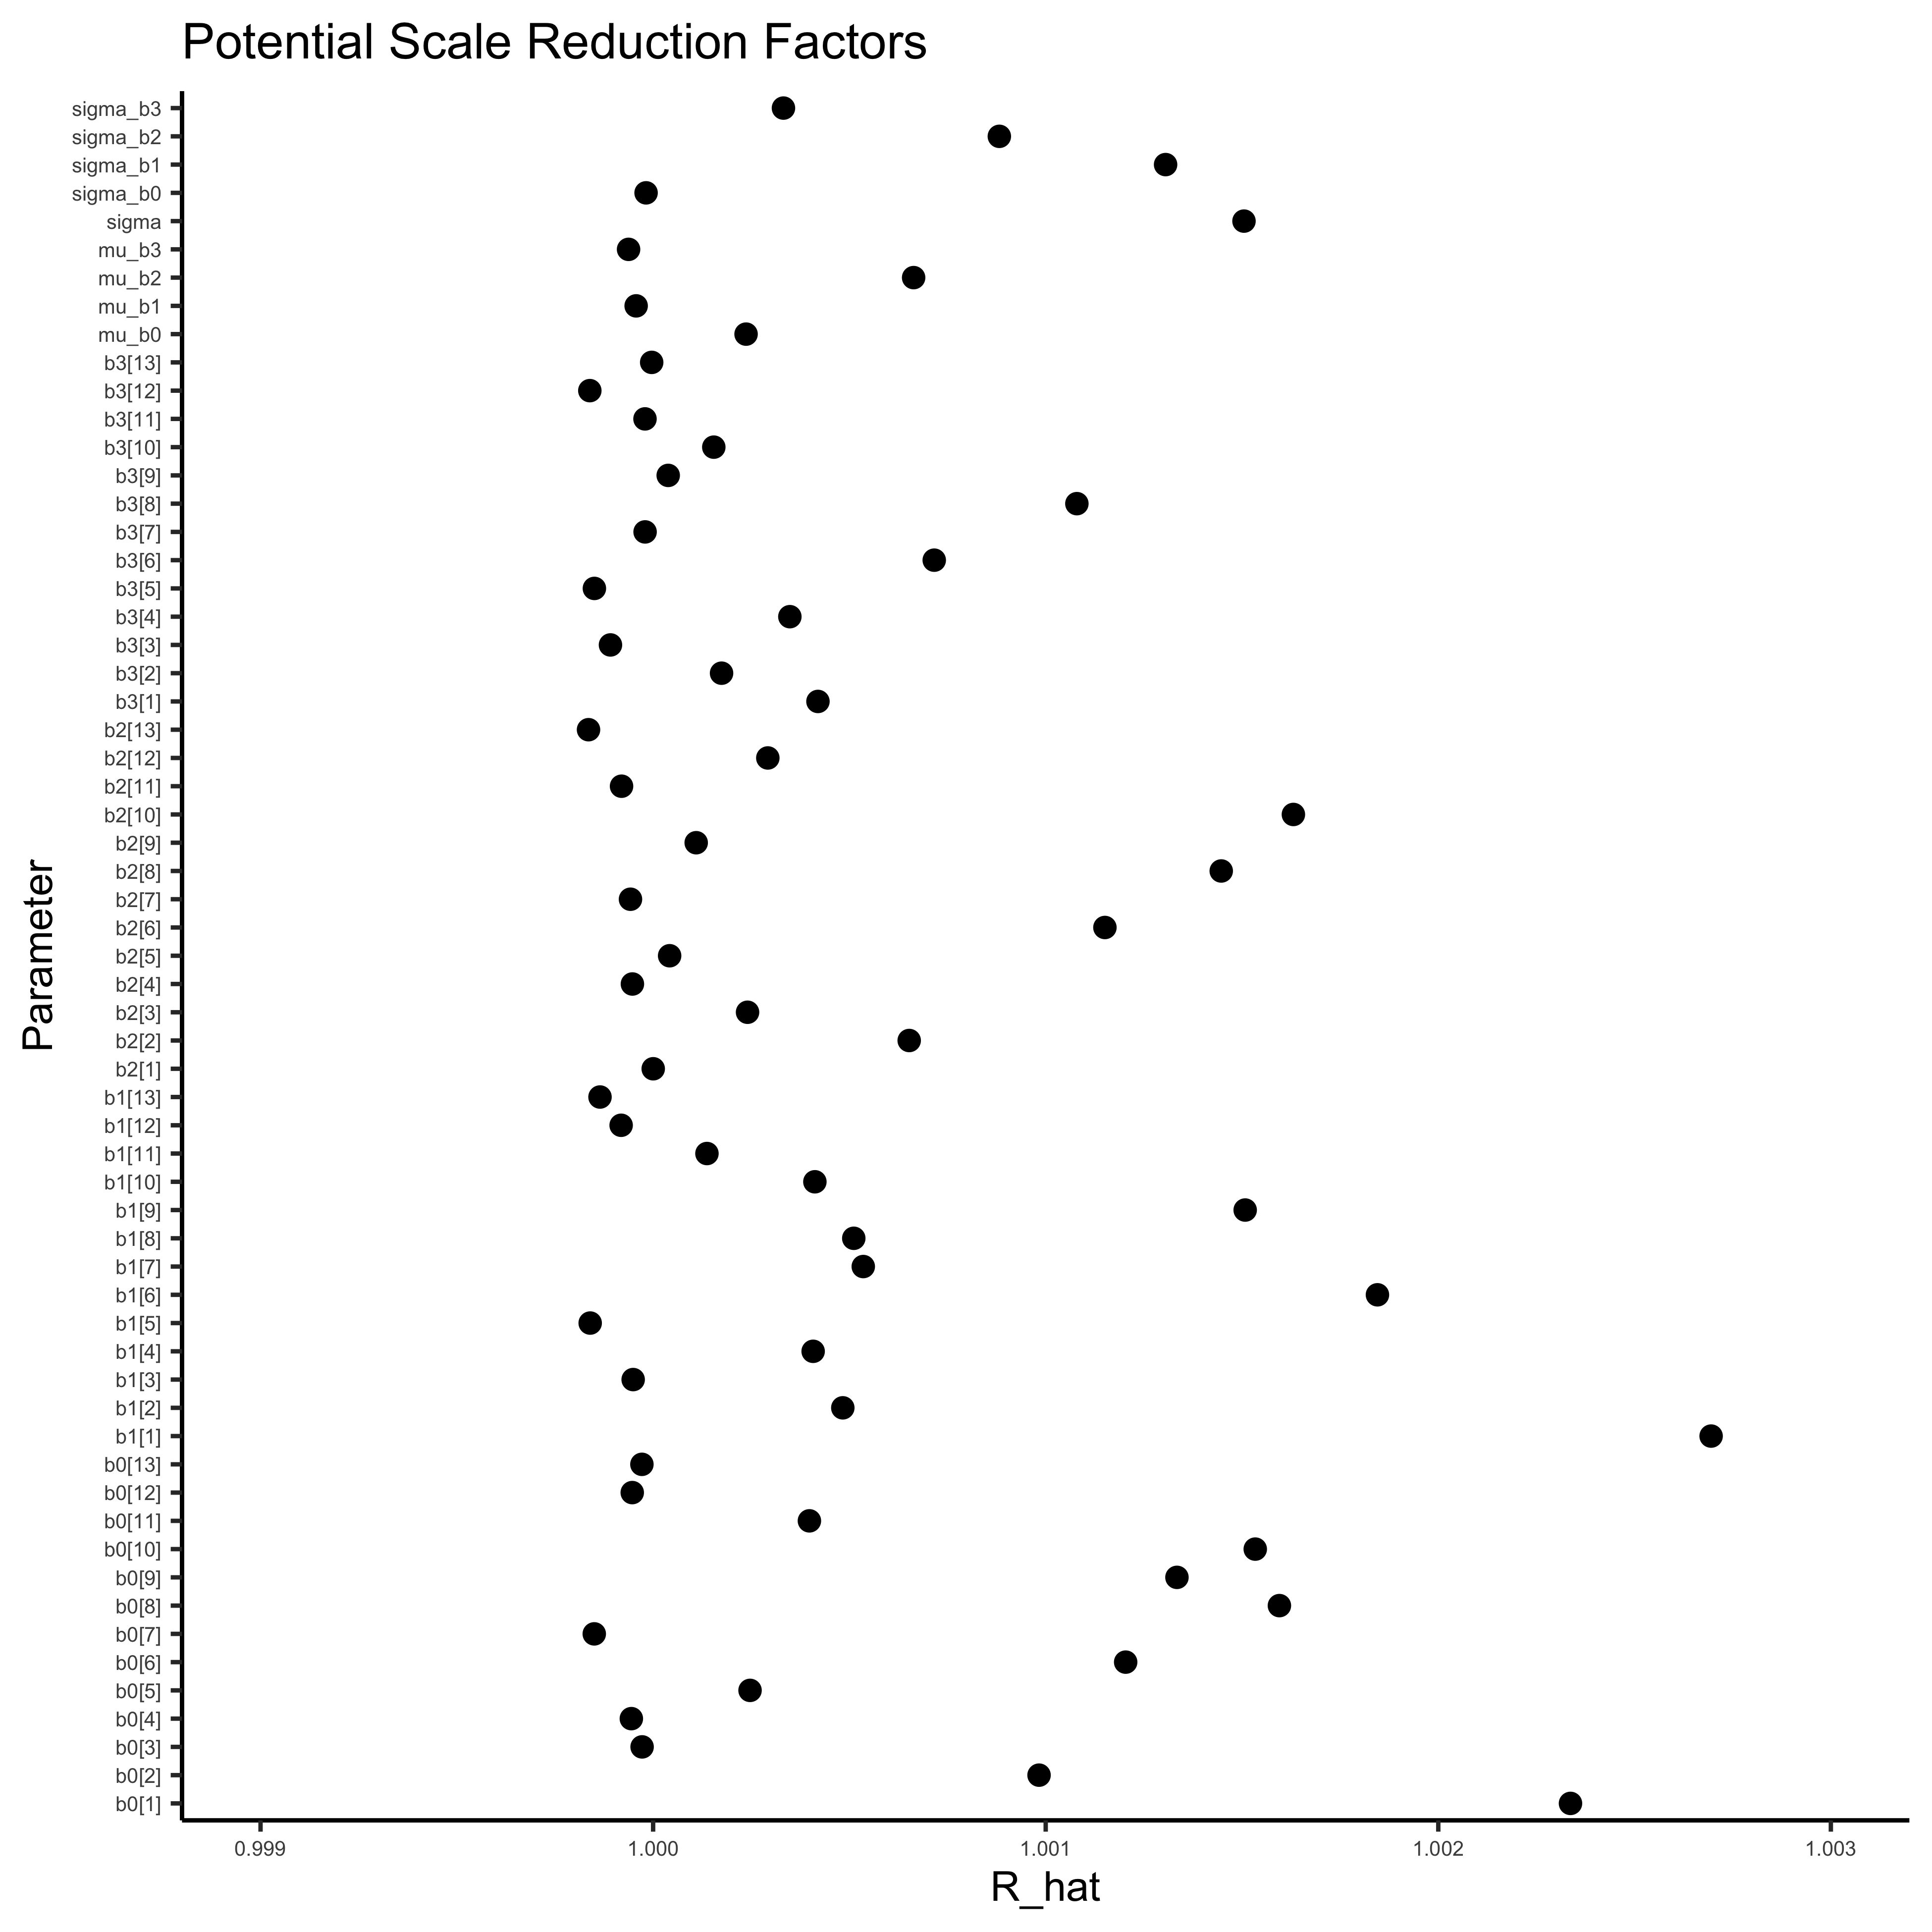 Potential Scale Reduction Factors
sigma_b3
sigma_b2
sigma_b1
sigma_b0
sigma
mu_b3
mu_b2
mu_b1
mu_b0
b3[13]
b3[12]
b3[11]
b3[10]
b3[9]
b3[8]
b3[7]
b3[6]
b3[5]
b3[4]
b3[3]
b3[2]
b3[1]
b2[13]
b2[12]
b2[11]
b2[10]
b2[9]
b2[8]
b2[7]
b2[6]
b2[5]
b2[4]
b2[3]
b2[2]
b2[1]
b1[13]
b1[12]
b1[11]
b1[10]
b1[9]
b1[8]
b1[7]
b1[6]
b1[5]
b1[4]
b1[3]
b1[2]
b1[1]
b0[13]
b0[12]
b0[11]
b0[10]
b0[9]
b0[8]
b0[7]
b0[6]
b0[5]
b0[4]
b0[3]
b0[2]
b0[1]
Parameter
0.999 1.000 1.001 1.002 1.003
R_hat